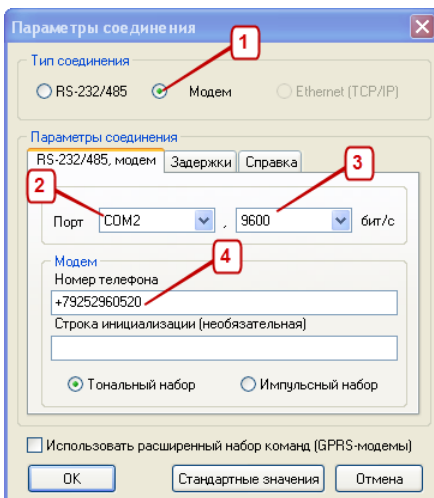 Параметры соединения
1
Тип соединения
RS-232/485 Модем Ethernet (TCP/IP)
Параметры соединения
RS-232/485, модем Задержки Справка
2 3
Порт COM2 , 9600 бит/с
4
Модем
Номер телефона
+79252960520
Строка инициализации (необязательная)
Тональный набор Импульсный набор
Использовать расширенный набор команд (GPRS-модемы)
OK Стандартные значения Отмена